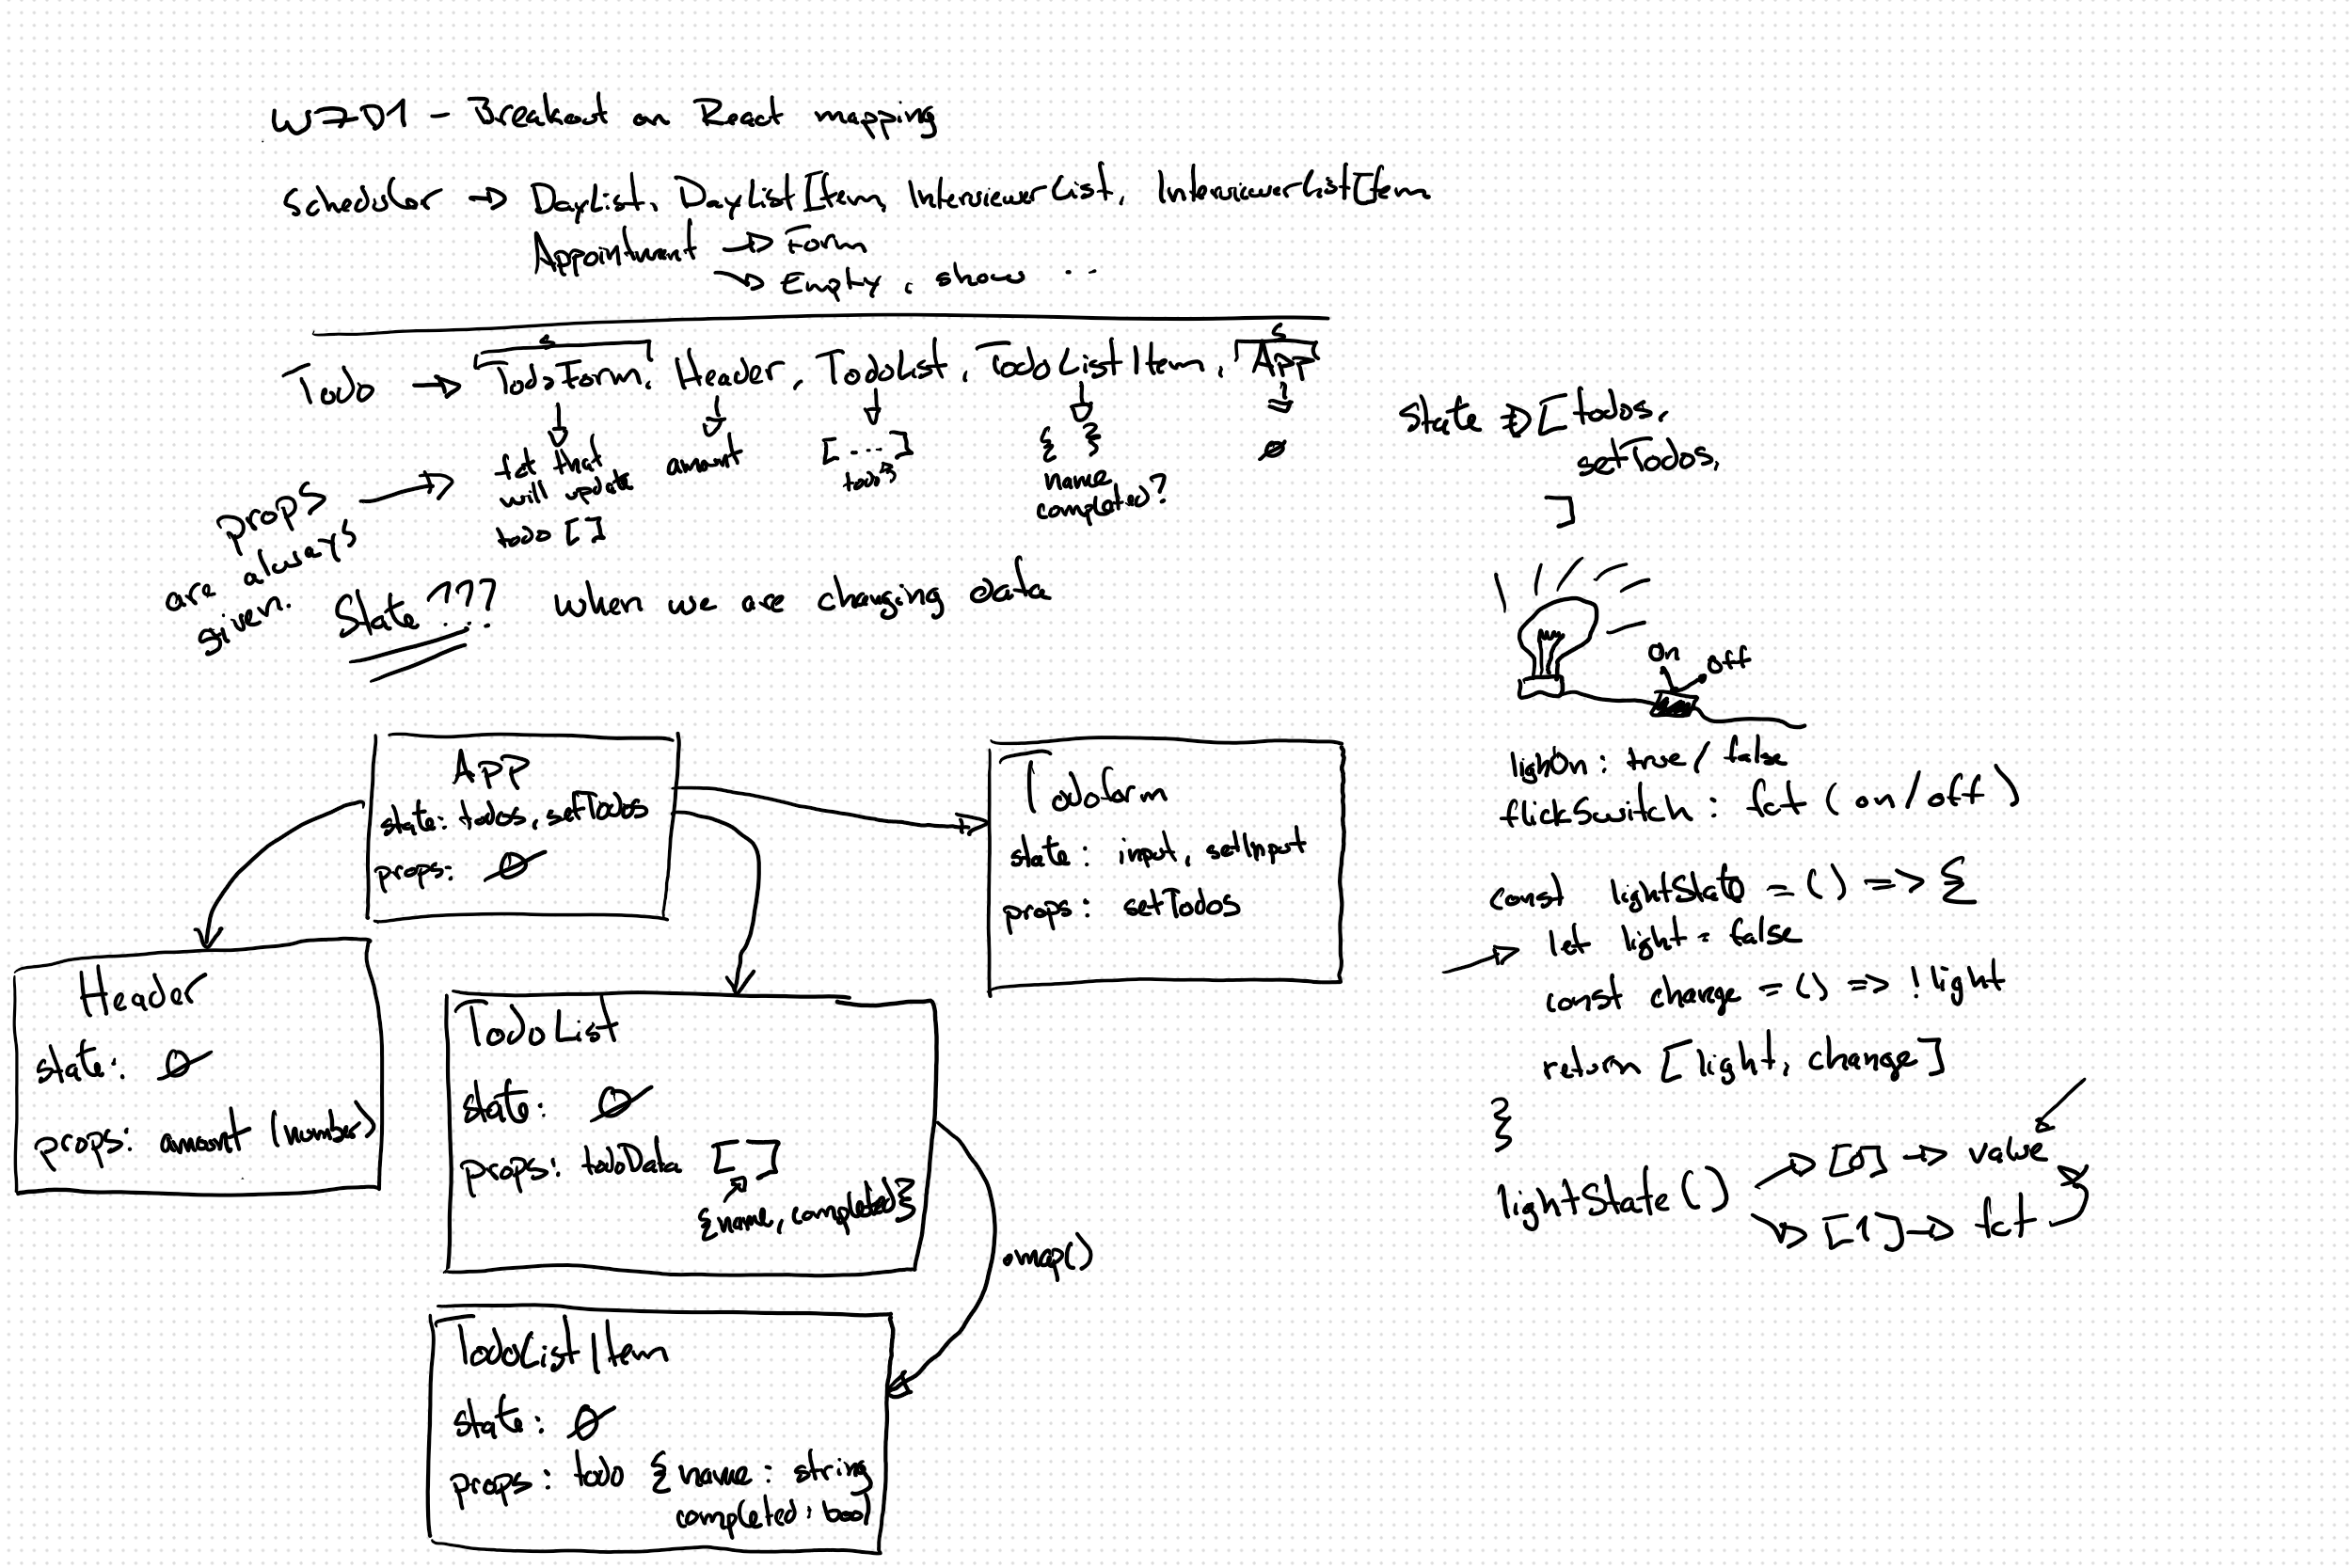 W7D1 - Breakout on React mapping
Scheduler → DayList, DayListItem, InterviewerList, InterviewerListItem
Appointment → Form
→ Empty, show ..
s s
Todo → TodoForm, Header, TodoList, TodoListItem, App
props are always given.
fct that will update todo []
amount
[...] todos
{ } name completed?
∅
State ??? when we are changing data
State => [todos,
setTodos,
]
On off
lighOn : true / false
flickSwitch : fct (on/off)
const lightState = () => {
let light = false
const change = () => !light
return [light, change]
}
lightState() → [0] → value
→ [1] → fct
App
state: todos, setTodos
props: ∅
Todoform
state: input, setInput
props: setTodos
Header
state: ∅
props: amount (number)
TodoList
state: ∅
props: todoData []
{name, completed}
.map()
TodoListItem
state: ∅
props: todo {name: string
completed: bool